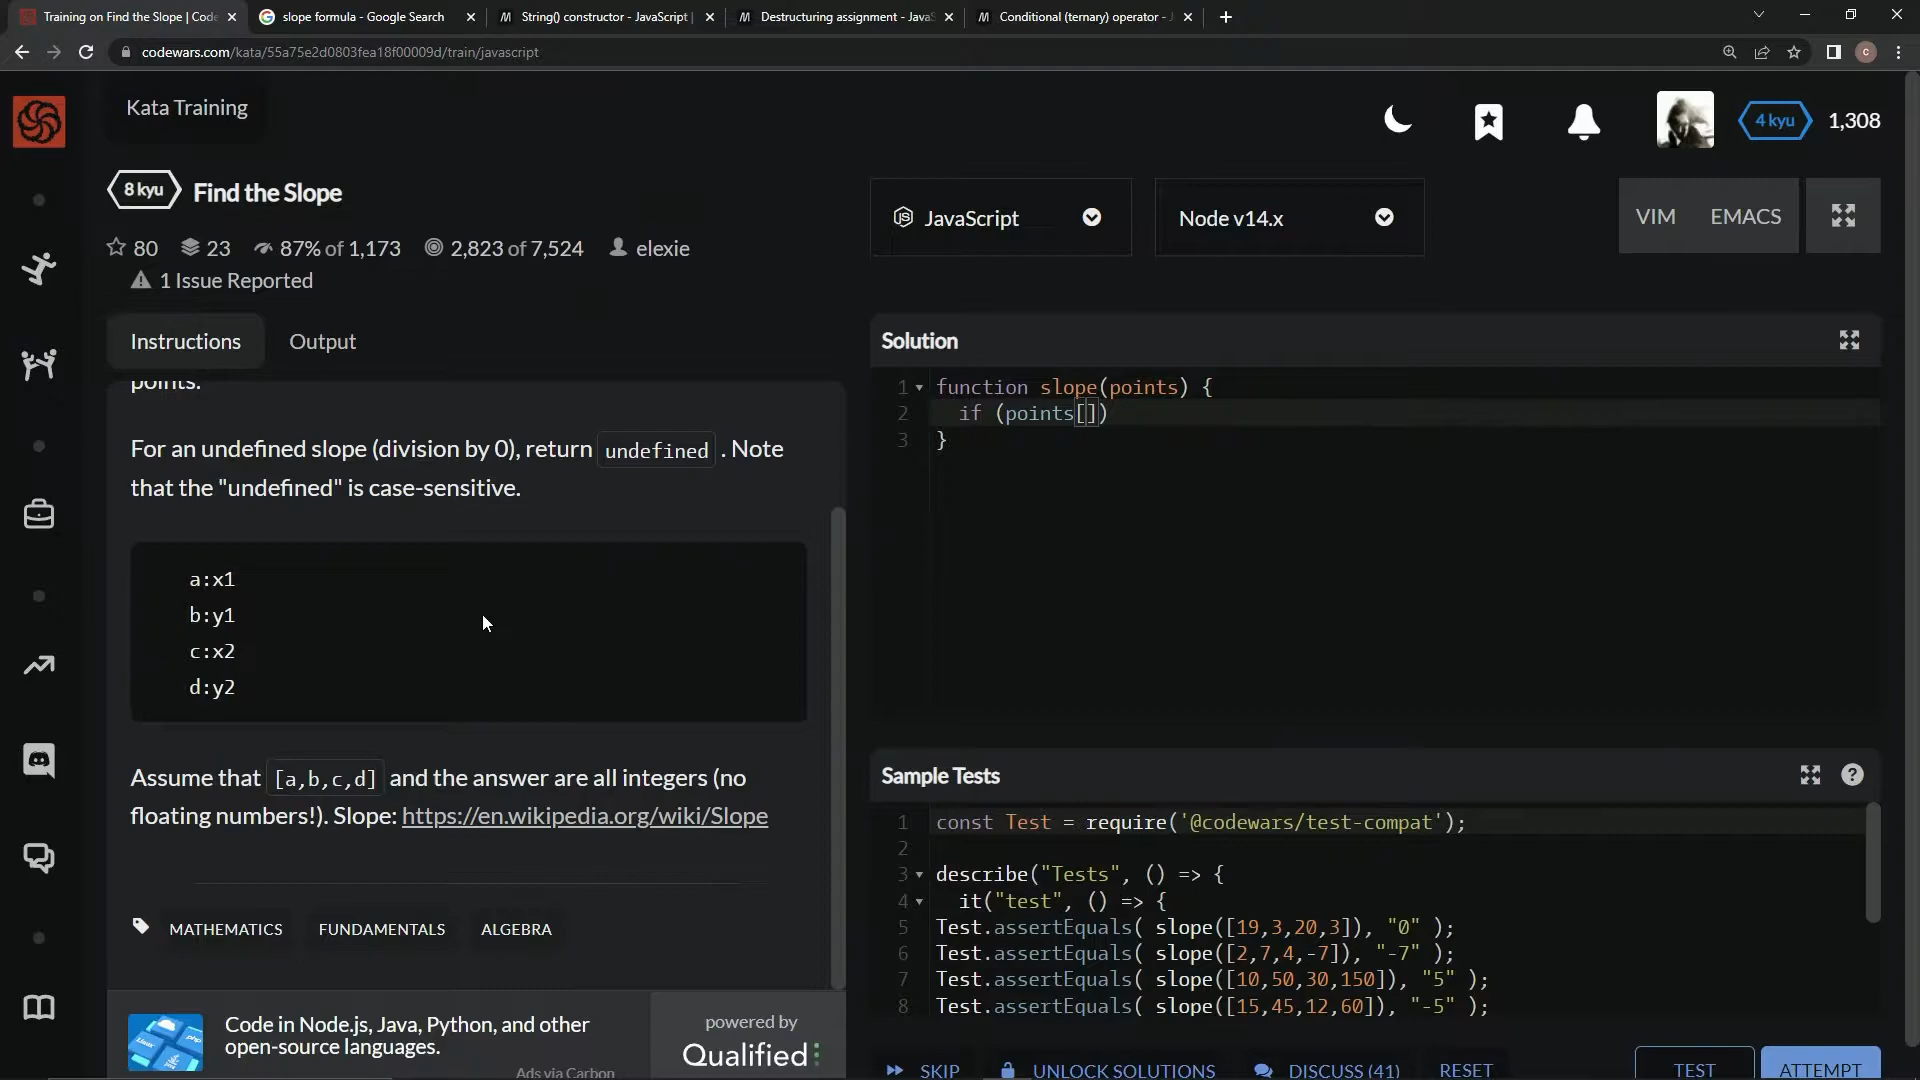 Training on Find the Slope | Code
slope formula - Google Search
String() constructor - JavaScript |
Destructuring assignment - JavaS
Conditional (ternary) operator - J
codewars.com/kata/55a75e2d0803fea18f00009d/train/javascript
C
Kata Training
4 kyu
1,308
8 kyu
Find the Slope
80
23
87% of 1,173
2,823 of 7,524
elexie
1 Issue Reported
JavaScript
Node v14.x
VIM
EMACS
Instructions
Output
points.
For an undefined slope (division by 0), return undefined . Note
that the "undefined" is case-sensitive.
a:x1
b:y1
c:x2
d:y2
Assume that [a,b,c,d] and the answer are all integers (no
floating numbers!). Slope: https://en.wikipedia.org/wiki/Slope
MATHEMATICS
FUNDAMENTALS
ALGEBRA
Code in Node.js, Java, Python, and other
open-source languages.
Ads via Carbon
powered by
Qualified
Solution
1 function slope(points) {
2 if (points[])
3 }
Sample Tests
1 const Test = require('@codewars/test-compat');
2
3 describe("Tests", () => {
4 it("test", () => {
5 Test.assertEquals( slope([19,3,20,3]), "0" );
6 Test.assertEquals( slope([2,7,4,-7]), "-7" );
7 Test.assertEquals( slope([10,50,30,150]), "5" );
8 Test.assertEquals( slope([15,45,12,60]), "-5" );
SKIP
UNLOCK SOLUTIONS
DISCUSS (41)
RESET
TEST
ATTEMPT